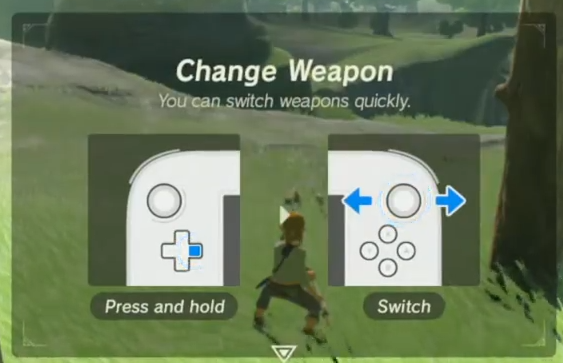 Change Weapon
You can switch weapons quickly.
Press and hold
Switch